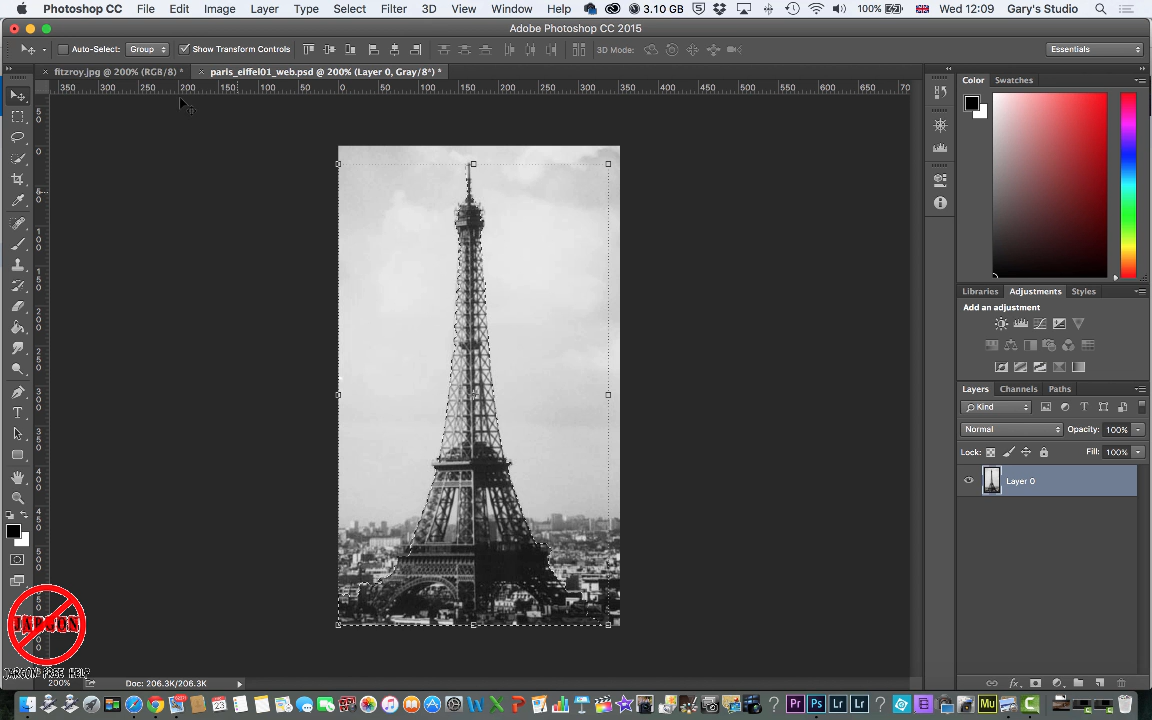 Photoshop CC File Edit Image Layer Type Select Filter 3D View Window Help 3.10 GB 100% Wed 12:09 Gary's Studio
Adobe Photoshop CC 2015
Auto-Select: Group Show Transform Controls 3D Mode: Essentials
fitzroy.jpg @ 200% (RGB/8) * paris_eiffel01_web.psd @ 200% (Layer 0, Gray/8*) *
350 300 250 200 150 100 50 0 50 100 150 200 250 300 350 400 450 500 550 600 650 70
Color Swatches
Libraries Adjustments Styles
Add an adjustment
Layers Channels Paths
Kind
Normal Opacity: 100%
Lock: Fill: 100%
Layer 0
JARGON
JARGON FREE HELP
200% Doc: 206.3K/206.3K